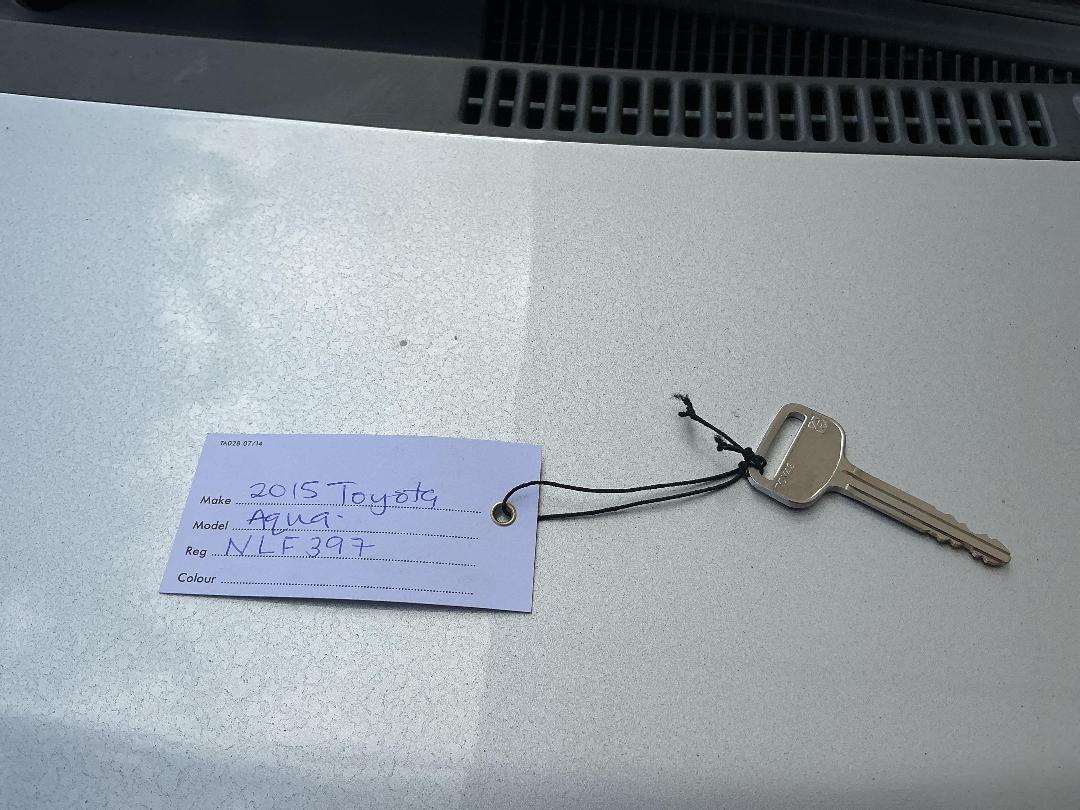 TA028 07/14
Make 2015 Toyota
Model Aqua.
Reg NLF397
Colour